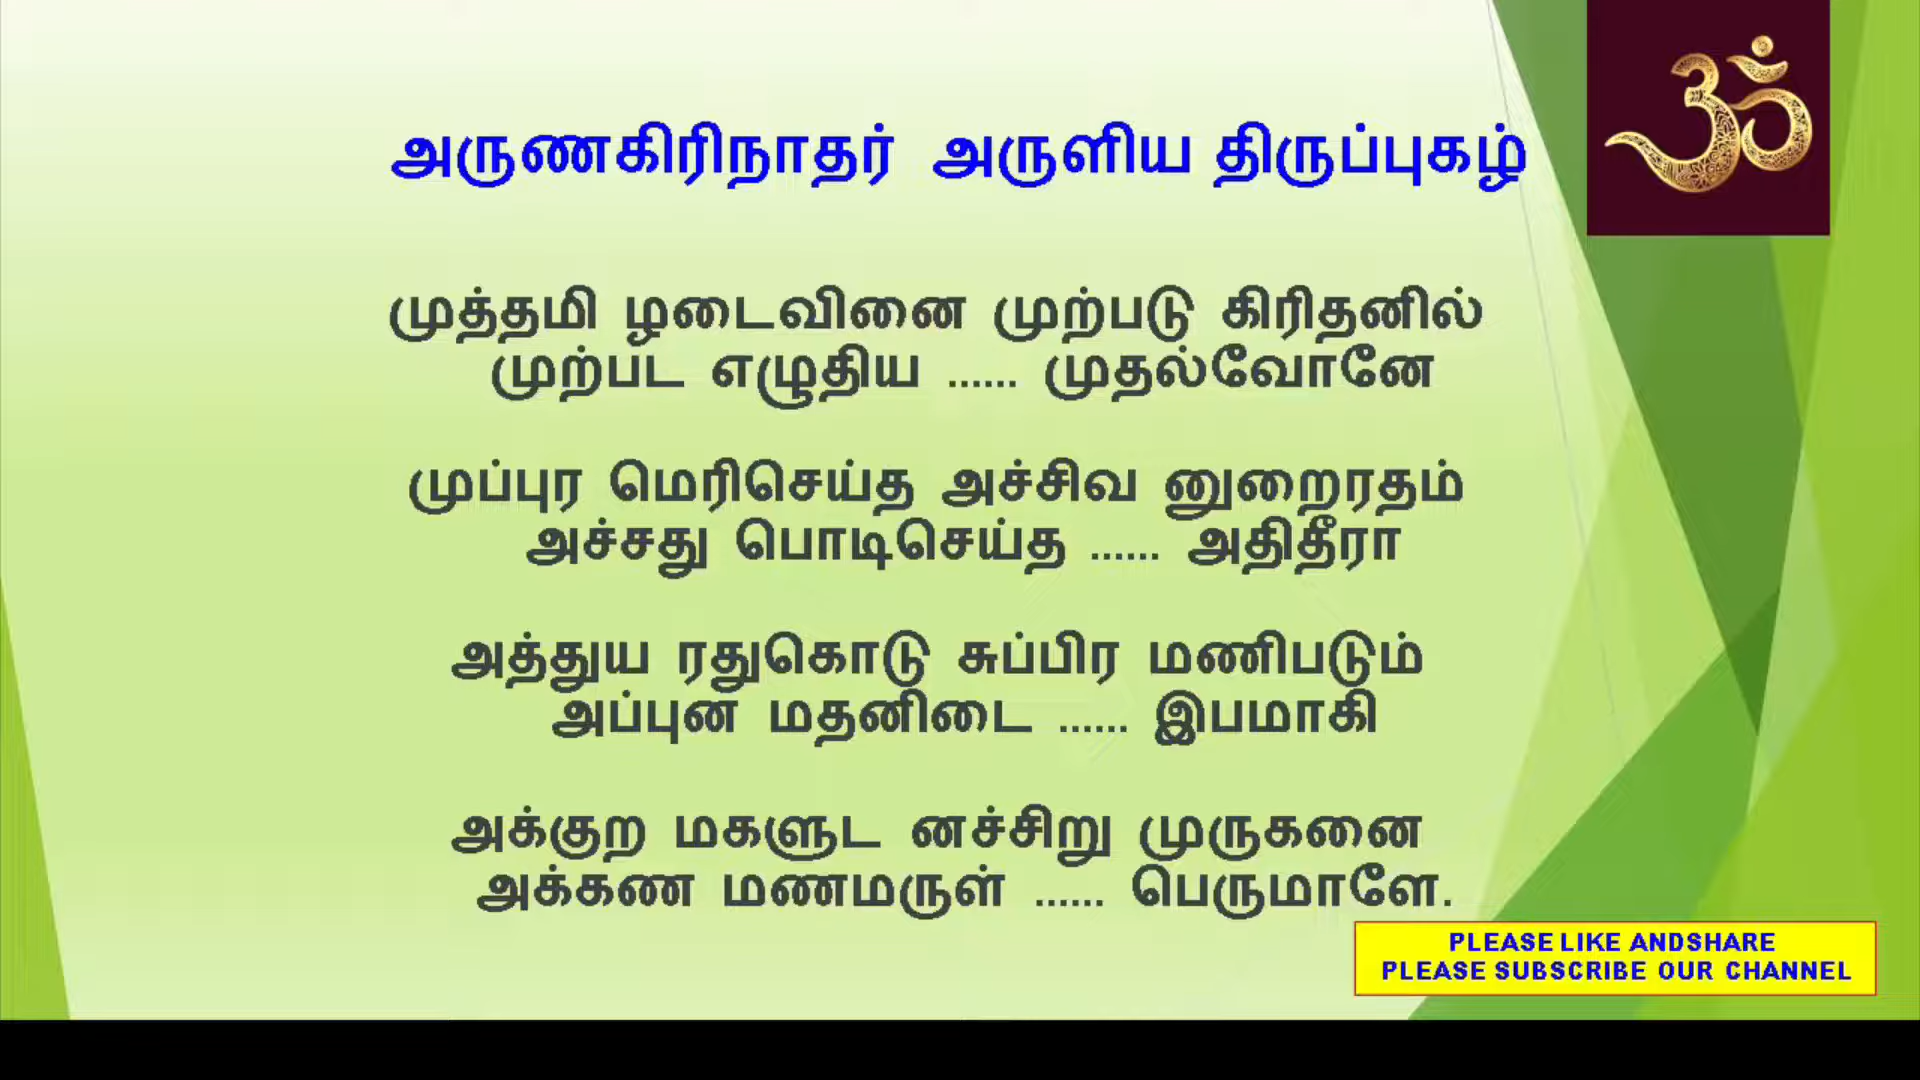 அருணகிரிநாதர் அருளிய திருப்புகழ்
முத்தமி ழடைவினை முற்படு கிரிதனில்
முற்பட எழுதிய ...... முதல்வோனே
முப்புர மெரிசெய்த அச்சிவ னுறைரதம்
அச்சது பொடிசெய்த ...... அதிதீரா
அத்துய ரதுகொடு சுப்பிர மணிபடும்
அப்புன மதனிடை ...... இபமாகி
அக்குற மகளுட னச்சிறு முருகனை
அக்கண மணமருள் ...... பெருமாளே.
PLEASE LIKE ANDSHARE
PLEASE SUBSCRIBE OUR CHANNEL